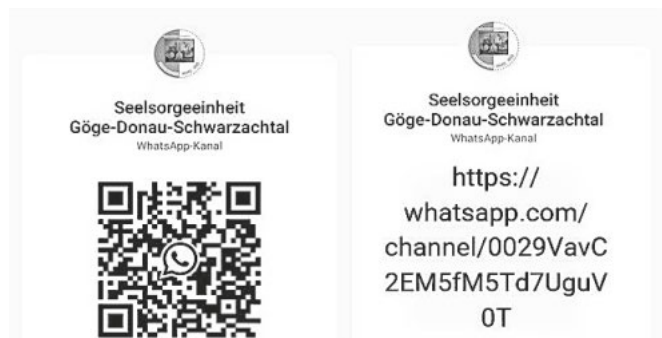 Seelsorgeeinheit
Göge-Donau-Schwarzachtal
WhatsApp-Kanal
Seelsorgeeinheit
Göge-Donau-Schwarzachtal
WhatsApp-Kanal
https://
whatsapp.com/
channel/0029VavC
2EM5fM5Td7UguV
0T